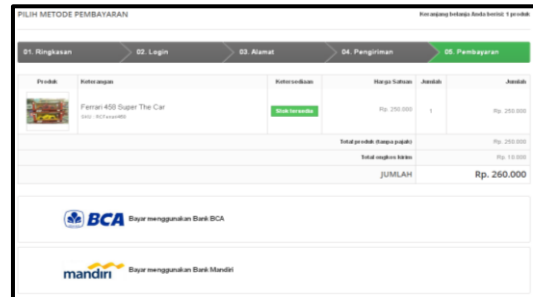 PILIH METODE PEMBAYARAN
Keranjang belanja Anda berisi: 1 produk
01. Ringkasan
02. Login
03. Alamat
04. Pengiriman
05. Pembayaran
Produk Keterangan Ketersediaan Harga Satuan Jumlah Jumlah
Ferrari 458 Super The Car
Stok tersedia
Rp. 250.000 1 Rp. 250.000
Total produk (tanpa pajak) Rp. 250.000
Total ongkos kirim Rp. 10.000
JUMLAH Rp. 260.000
BCA Bayar menggunakan Bank BCA
mandiri Bayar menggunakan Bank Mandiri